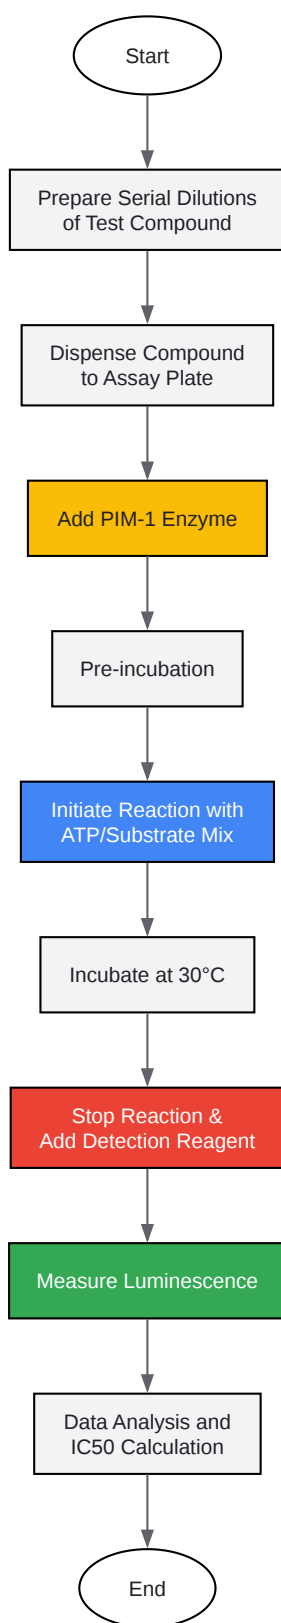 Start
Prepare Serial Dilutions
of Test Compound
Dispense Compound
to Assay Plate
Add PIM-1 Enzyme
Pre-incubation
Initiate Reaction with
ATP/Substrate Mix
Incubate at 30°C
Stop Reaction &
Add Detection Reagent
Measure Luminescence
Data Analysis and
IC50 Calculation
End